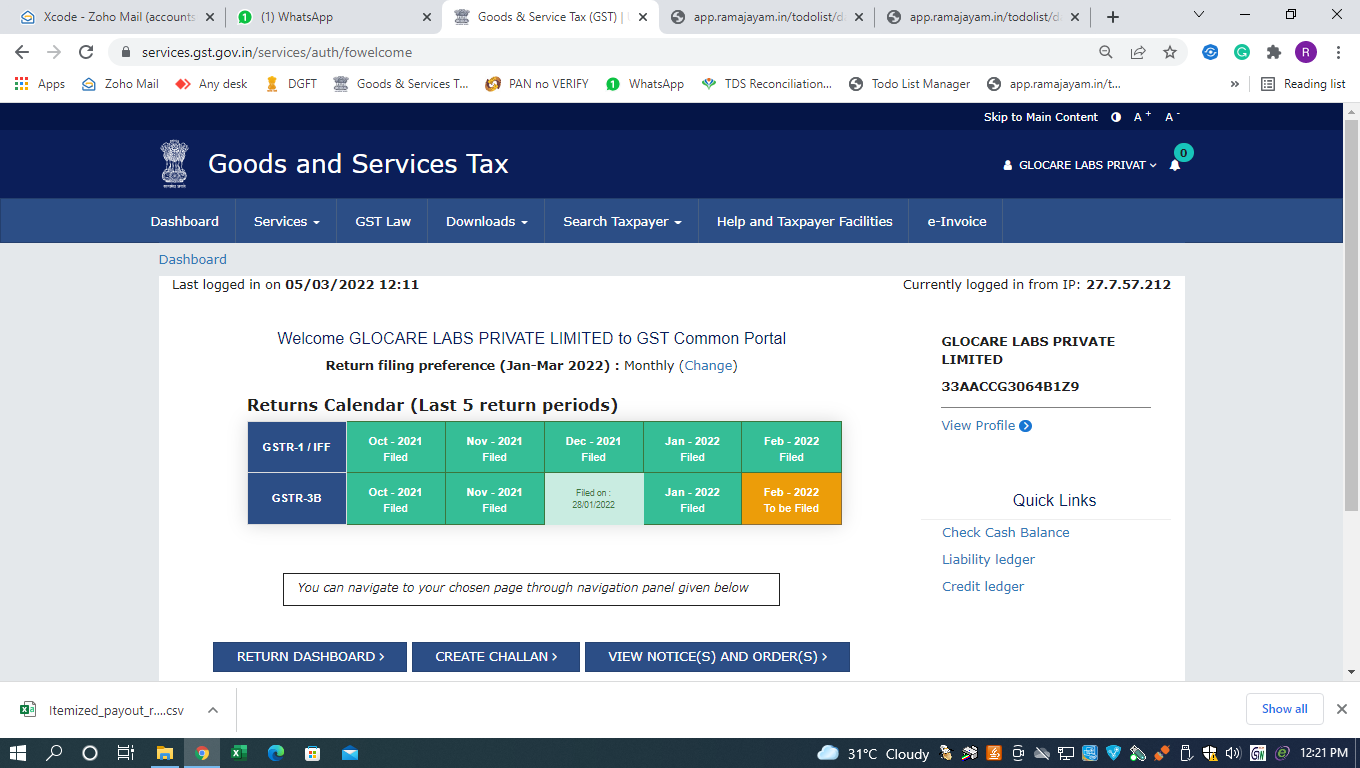 Xcode - Zoho Mail (accounts
(1) WhatsApp
Goods & Service Tax (GST) |
app.ramajayam.in/todolist/d
app.ramajayam.in/todolist/d
services.gst.gov.in/services/auth/fowelcome
R
Apps
Zoho Mail
Any desk
DGFT
Goods & Services T...
PAN no VERIFY
WhatsApp
TDS Reconciliation...
Todo List Manager
app.ramajayam.in/t...
»
Reading list
Skip to Main Content
A +
A -
Goods and Services Tax
GLOCARE LABS PRIVAT
0
Dashboard
Services
GST Law
Downloads
Search Taxpayer
Help and Taxpayer Facilities
e-Invoice
Dashboard
Last logged in on 05/03/2022 12:11
Currently logged in from IP: 27.7.57.212
Welcome GLOCARE LABS PRIVATE LIMITED to GST Common Portal
Return filing preference (Jan-Mar 2022) : Monthly (Change)
GLOCARE LABS PRIVATE
LIMITED
33AACCG3064B1Z9
View Profile
Returns Calendar (Last 5 return periods)
GSTR-1 / IFF
Oct - 2021
Filed
Nov - 2021
Filed
Dec - 2021
Filed
Jan - 2022
Filed
Feb - 2022
Filed
GSTR-3B
Oct - 2021
Filed
Nov - 2021
Filed
Filed on :
28/01/2022
Jan - 2022
Filed
Feb - 2022
To be Filed
Quick Links
Check Cash Balance
Liability ledger
Credit ledger
You can navigate to your chosen page through navigation panel given below
RETURN DASHBOARD >
CREATE CHALLAN >
VIEW NOTICE(S) AND ORDER(S) >
Itemized_payout_r....csv
Show all
31°C Cloudy
12:21 PM